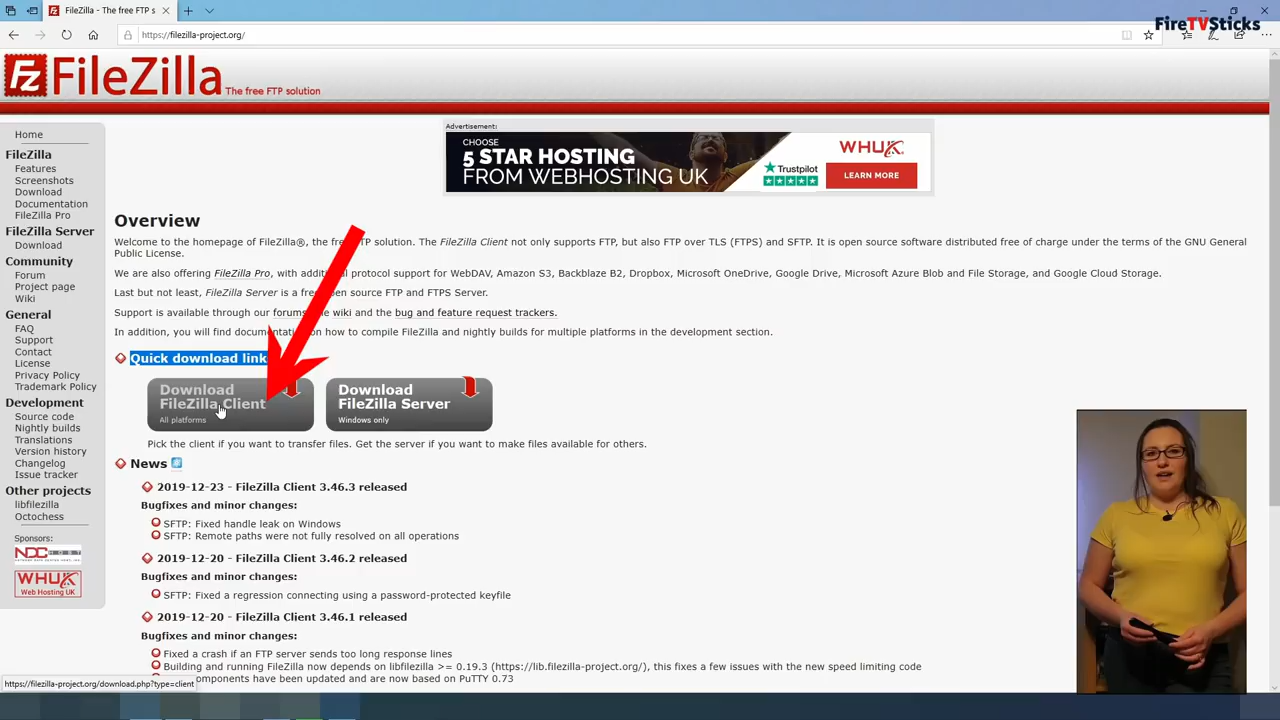 FileZilla - The free FTP s
FireTVSticks
https://filezilla-project.org/
Fz FileZilla The free FTP solution
Advertisement:
CHOOSE
5 STAR HOSTING
FROM WEBHOSTING UK
Trustpilot
WHUK
LEARN MORE
Home
FileZilla
Features
Screenshots
Download
Documentation
FileZilla Pro
FileZilla Server
Download
Community
Forum
Project page
Wiki
General
FAQ
Support
Contact
License
Privacy Policy
Trademark Policy
Development
Source code
Nightly builds
Translations
Version history
Changelog
Issue tracker
Other projects
libfilezilla
Octochess
Sponsors:
NDCHOST
WHUK
Web Hosting UK
Overview
Welcome to the homepage of FileZilla®, the free FTP solution. The FileZilla Client not only supports FTP, but also FTP over TLS (FTPS) and SFTP. It is open source software distributed free of charge under the terms of the GNU General
Public License.
We are also offering FileZilla Pro, with additional protocol support for WebDAV, Amazon S3, Backblaze B2, Dropbox, Microsoft OneDrive, Google Drive, Microsoft Azure Blob and File Storage, and Google Cloud Storage.
Last but not least, FileZilla Server is a free open source FTP and FTPS Server.
Support is available through our forums, the wiki and the bug and feature request trackers.
In addition, you will find documentation on how to compile FileZilla and nightly builds for multiple platforms in the development section.
Quick download link
Download
FileZilla Client
All platforms
Download
FileZilla Server
Windows only
Pick the client if you want to transfer files. Get the server if you want to make files available for others.
News
2019-12-23 - FileZilla Client 3.46.3 released
Bugfixes and minor changes:
SFTP: Fixed handle leak on Windows
SFTP: Remote paths were not fully resolved on all operations
2019-12-20 - FileZilla Client 3.46.2 released
Bugfixes and minor changes:
SFTP: Fixed a regression connecting using a password-protected keyfile
2019-12-20 - FileZilla Client 3.46.1 released
Bugfixes and minor changes:
Fixed a crash if an FTP server sends too long response lines
Building and running FileZilla now depends on libfilezilla >= 0.19.3 (https://lib.filezilla-project.org/), this fixes a few issues with the new speed limiting code
components have been updated and are now based on PuTTY 0.73
https://filezilla-project.org/download.php?type=client